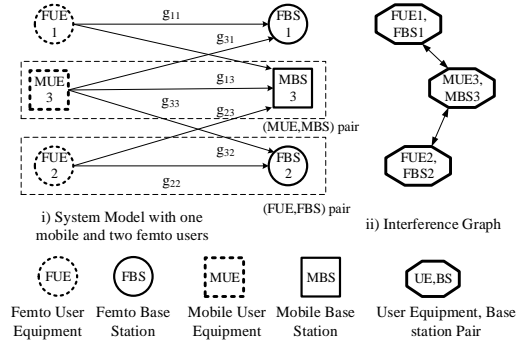 FUE
1
g11
FBS
1
g31
MUE
3
g13
MBS
3
g33
g23
(MUE,MBS) pair
FUE
2
g32
FBS
2
g22
(FUE,FBS) pair
i) System Model with one
mobile and two femto users
FUE1,
FBS1
MUE3,
MBS3
FUE2,
FBS2
ii) Interference Graph
FUE
FBS
MUE
MBS
UE,BS
Femto User
Equipment
Femto Base
Station
Mobile User
Equipment
Mobile Base
Station
User Equipment, Base
station Pair